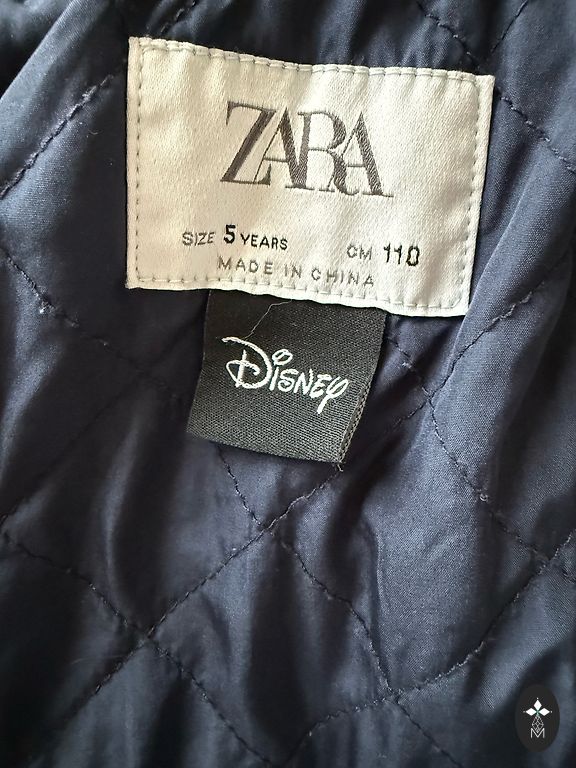 ZARA
SIZE 5 YEARS CM 110
MADE IN CHINA
Disney